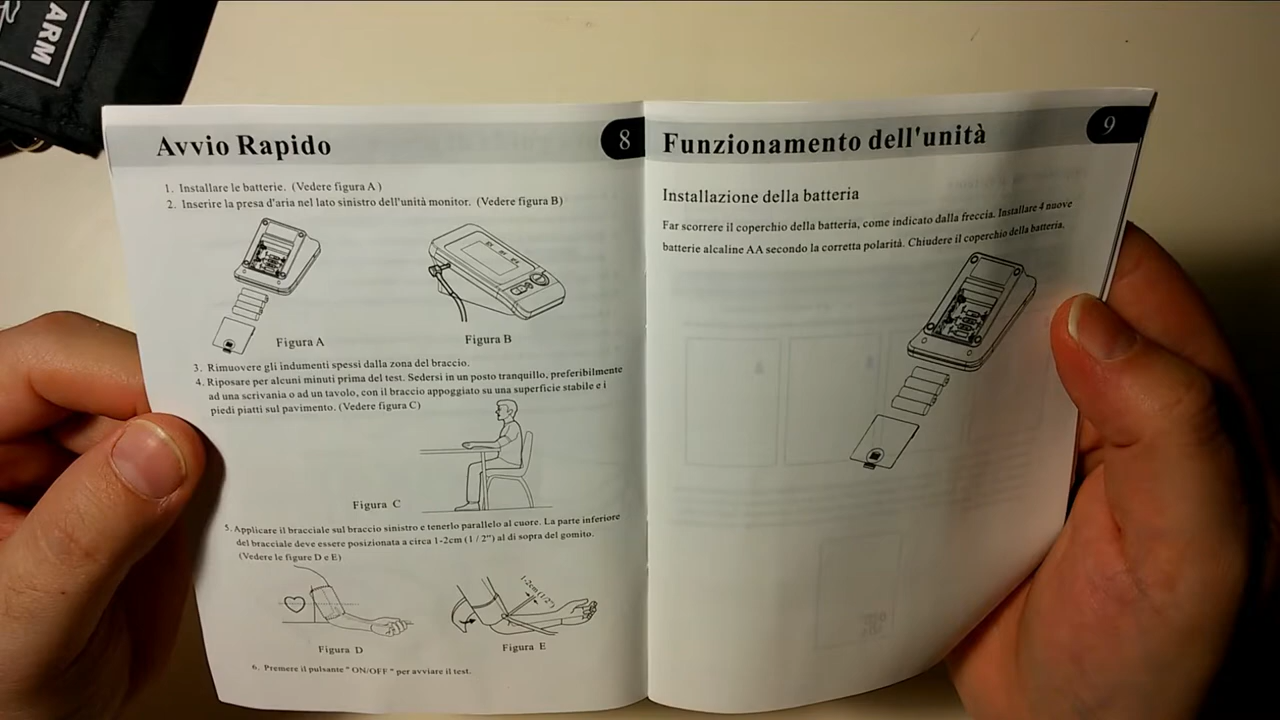 ARM
Avvio Rapido
8
1. Installare le batterie. (Vedere figura A )
2. Inserire la presa d'aria nel lato sinistro dell'unità monitor. (Vedere figura B)
Figura A
Figura B
3. Rimuovere gli indumenti spessi dalla zona del braccio.
4. Riposare per alcuni minuti prima del test. Sedersi in un posto tranquillo, preferibilmente
ad una scrivania o ad un tavolo, con il braccio appoggiato su una superficie stabile e i
piedi piatti sul pavimento. (Vedere figura C)
Figura C
5. Applicare il bracciale sul braccio sinistro e tenerlo parallelo al cuore. La parte inferiore
del bracciale deve essere posizionata a circa 1-2cm (1 / 2") al di sopra del gomito.
(Vedere le figure D e E)
1-2cm (1/2")
Figura D
Figura E
6. Premere il pulsante " ON/OFF " per avviare il test.
9
Funzionamento dell'unità
Installazione della batteria
Far scorrere il coperchio della batteria, come indicato dalla freccia. Installare 4 nuove
batterie alcaline AA secondo la corretta polarità. Chiudere il coperchio della batteria.